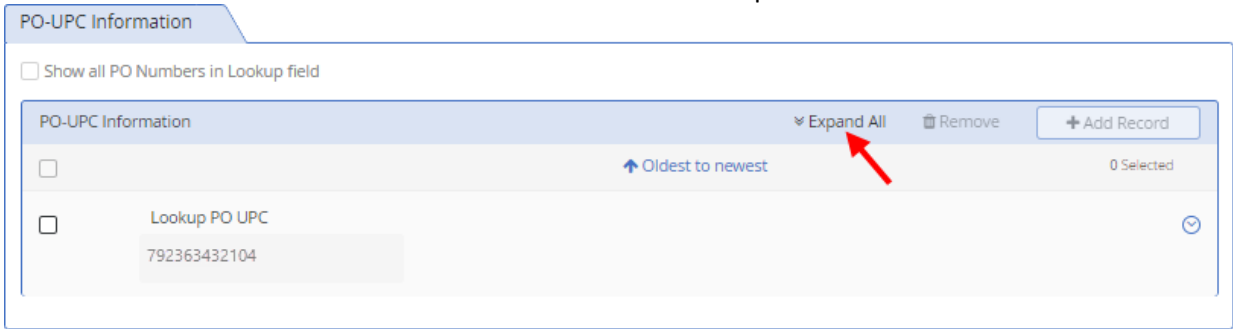 PO-UPC Information
Show all PO Numbers in Lookup field
PO-UPC Information Expand All Remove + Add Record
Oldest to newest 0 Selected
Lookup PO UPC
792363432104